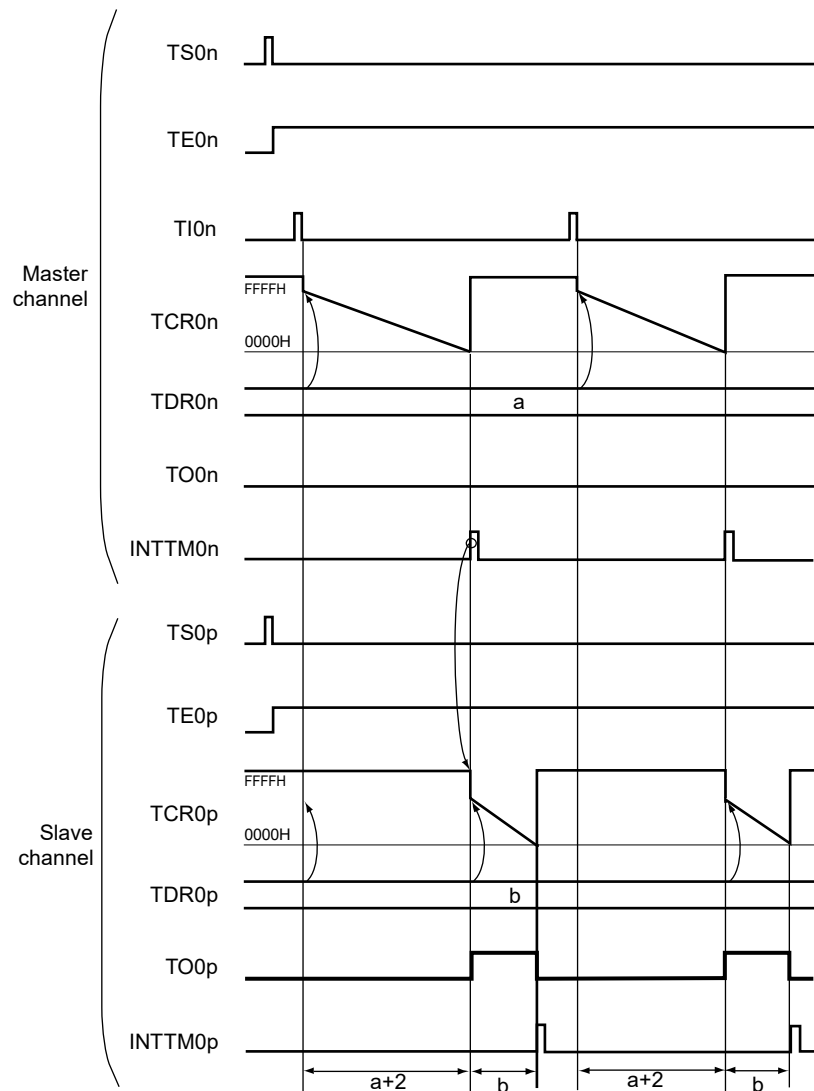 TS0n
TE0n
TI0n
Master
channel
FFFFH
TCR0n
0000H
TDR0n
a
TO0n
INTTM0n
TS0p
TE0p
FFFFH
TCR0p
0000H
Slave
channel
TDR0p
b
TO0p
INTTM0p
a+2
b
a+2
b